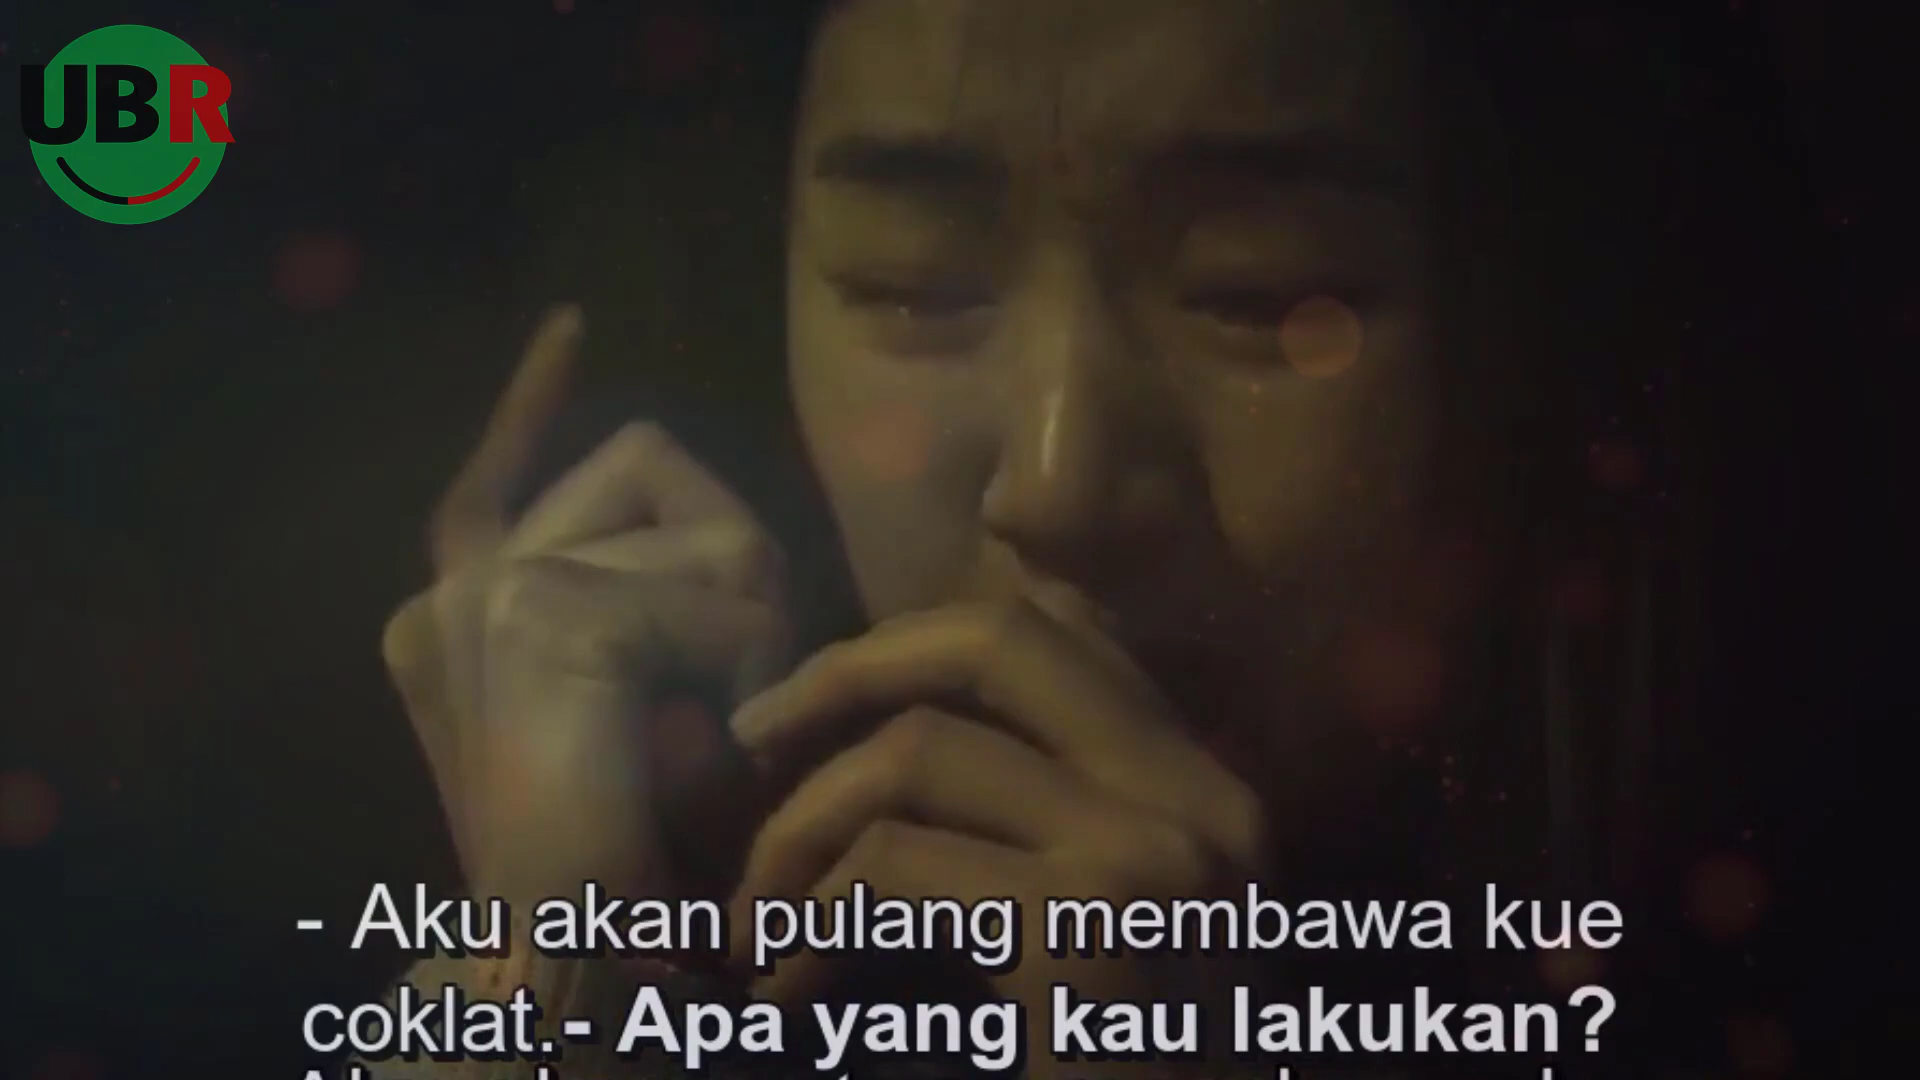 UBR
- Aku akan pulang membawa kue
coklat.- Apa yang kau lakukan?